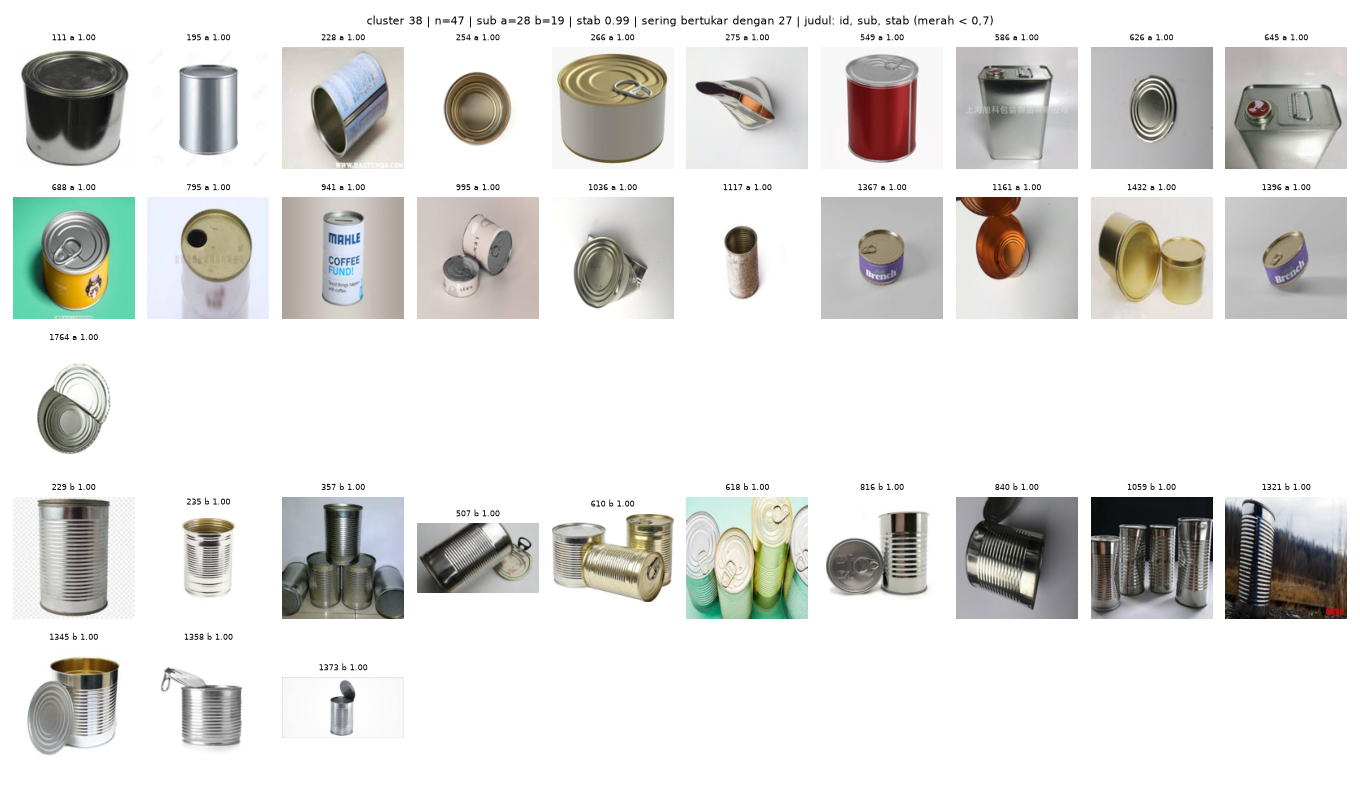 cluster 38 | n=47 | sub a=28 b=19 | stab 0.99 | sering bertukar dengan 27 | judul: id, sub, stab (merah < 0,7)
111 a 1.00
195 a 1.00
228 a 1.00
254 a 1.00
266 a 1.00
275 a 1.00
549 a 1.00
586 a 1.00
626 a 1.00
645 a 1.00
688 a 1.00
795 a 1.00
941 a 1.00
995 a 1.00
1036 a 1.00
1117 a 1.00
1367 a 1.00
1161 a 1.00
1432 a 1.00
1396 a 1.00
MAHLE
COFFEE
FUND!
Brench
Brench
1764 a 1.00
229 b 1.00
235 b 1.00
357 b 1.00
507 b 1.00
610 b 1.00
618 b 1.00
816 b 1.00
840 b 1.00
1059 b 1.00
1321 b 1.00
1345 b 1.00
1358 b 1.00
1373 b 1.00